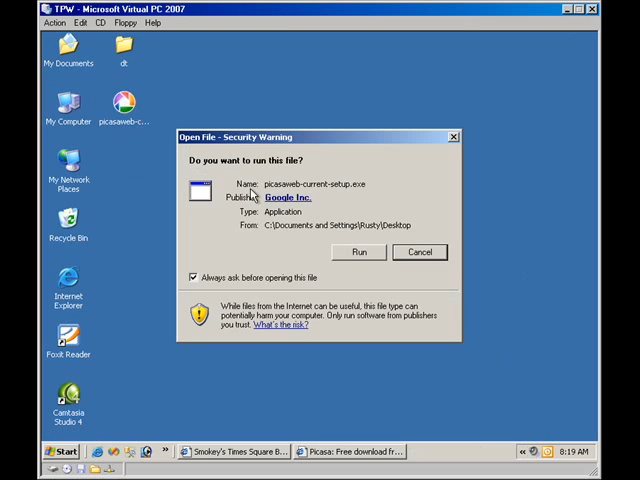 TPW - Microsoft Virtual PC 2007
Action Edit CD Floppy Help
My Documents
dt
My Computer
picasaweb-c...
My Network
Places
Recycle Bin
Internet
Explorer
Foxit Reader
Camtasia
Studio 4
Open File - Security Warning
Do you want to run this file?
Name: picasaweb-current-setup.exe
Publisher: Google Inc.
Type: Application
From: C:\Documents and Settings\Rusty\Desktop
Run Cancel
Always ask before opening this file
While files from the Internet can be useful, this file type can
potentially harm your computer. Only run software from publishers
you trust. What's the risk?
Start » Smokey's Times Square B... Picasa: Free download fr... « 8:19 AM